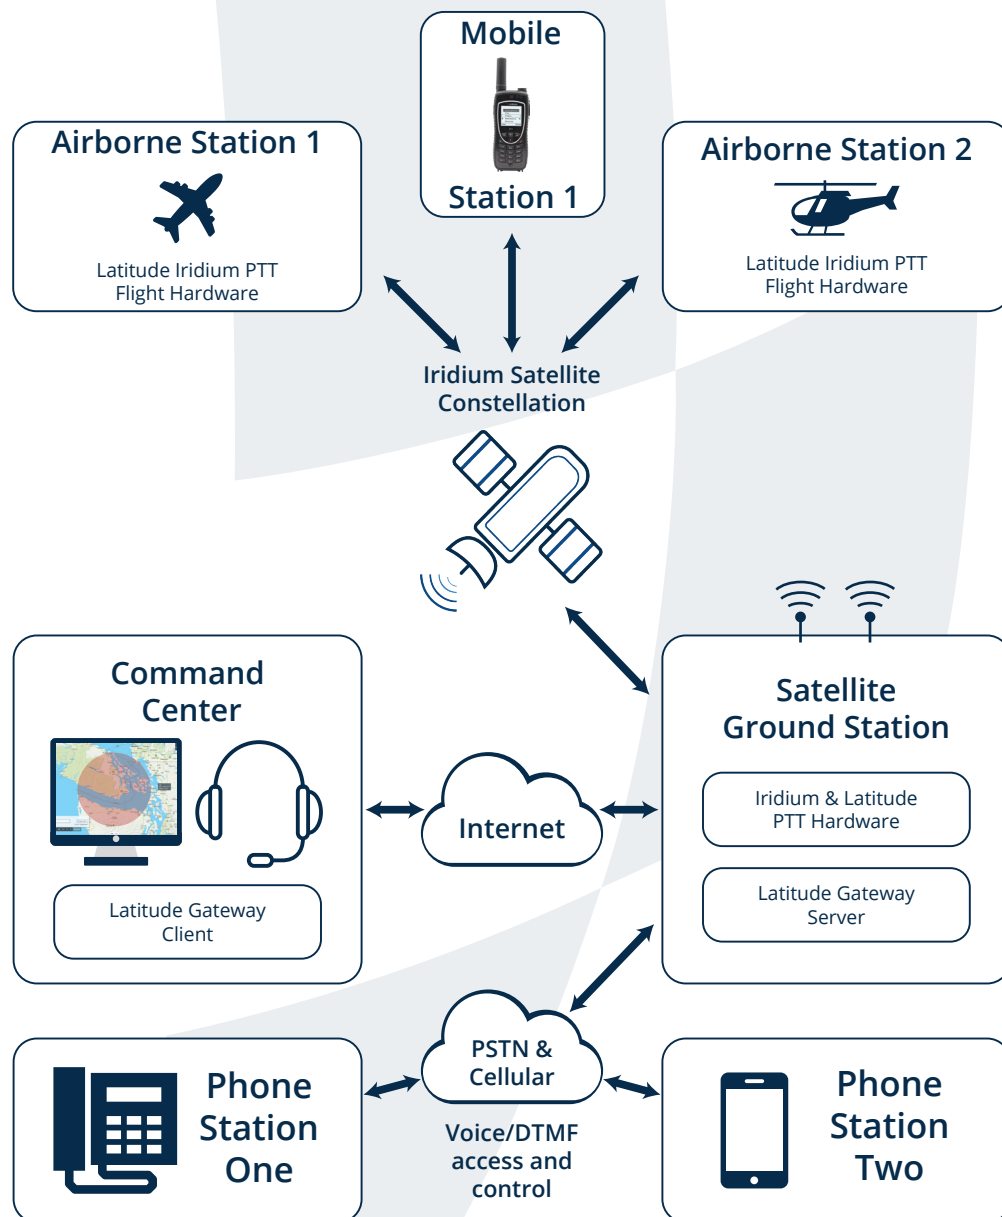 Mobile
Station 1
Airborne Station 1
Latitude Iridium PTT
Flight Hardware
Airborne Station 2
Latitude Iridium PTT
Flight Hardware
Iridium Satellite
Constellation
Command
Center
Latitude Gateway
Client
Internet
Satellite
Ground Station
Iridium & Latitude
PTT Hardware
Latitude Gateway
Server
PSTN &
Cellular
Voice/DTMF
access and
control
Phone
Station
One
Phone
Station
Two